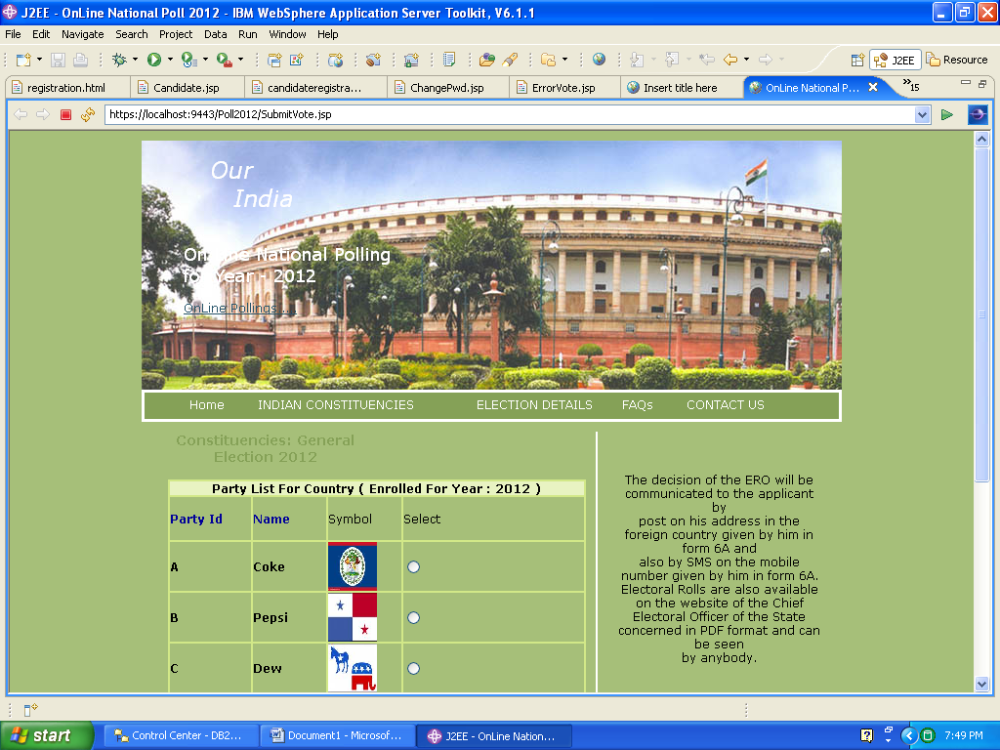 J2EE - OnLine National Poll 2012 - IBM WebSphere Application Server Toolkit, V6.1.1
File Edit Navigate Search Project Data Run Window Help
J2EE Resource
registration.html Candidate.jsp candidateregistra... ChangePwd.jsp ErrorVote.jsp Insert title here OnLine National P... »15
https://localhost:9443/Poll2012/SubmitVote.jsp
Our
India
OnLine National Polling
for Year - 2012
OnLine Pollings ...
Home INDIAN CONSTITUENCIES ELECTION DETAILS FAQs CONTACT US
Constituencies: General
Election 2012
Party List For Country ( Enrolled For Year : 2012 )
Party Id Name Symbol Select
A Coke
B Pepsi
C Dew
The decision of the ERO will be
communicated to the applicant
by
post on his address in the
foreign country given by him in
form 6A and
also by SMS on the mobile
number given by him in form 6A.
Electoral Rolls are also available
on the website of the Chief
Electoral Officer of the State
concerned in PDF format and can
be seen
by anybody.
start Control Center - DB2... Document1 - Microsof... J2EE - OnLine Nation... 7:49 PM